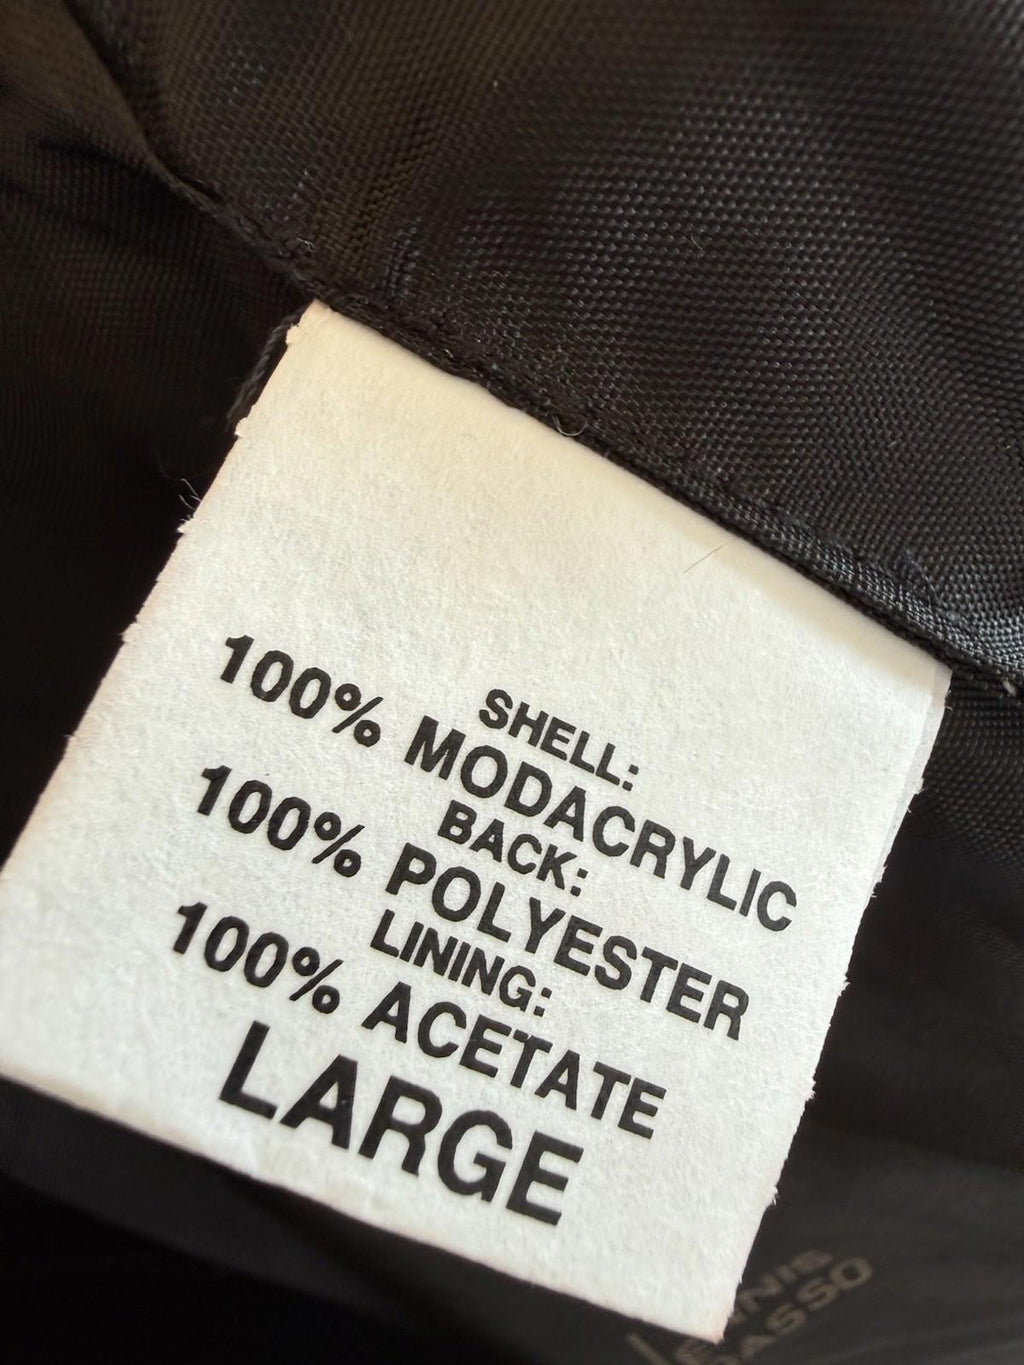 SHELL:
100% MODACRYLIC
BACK:
100% POLYESTER
LINING:
100% ACETATE
LARGE